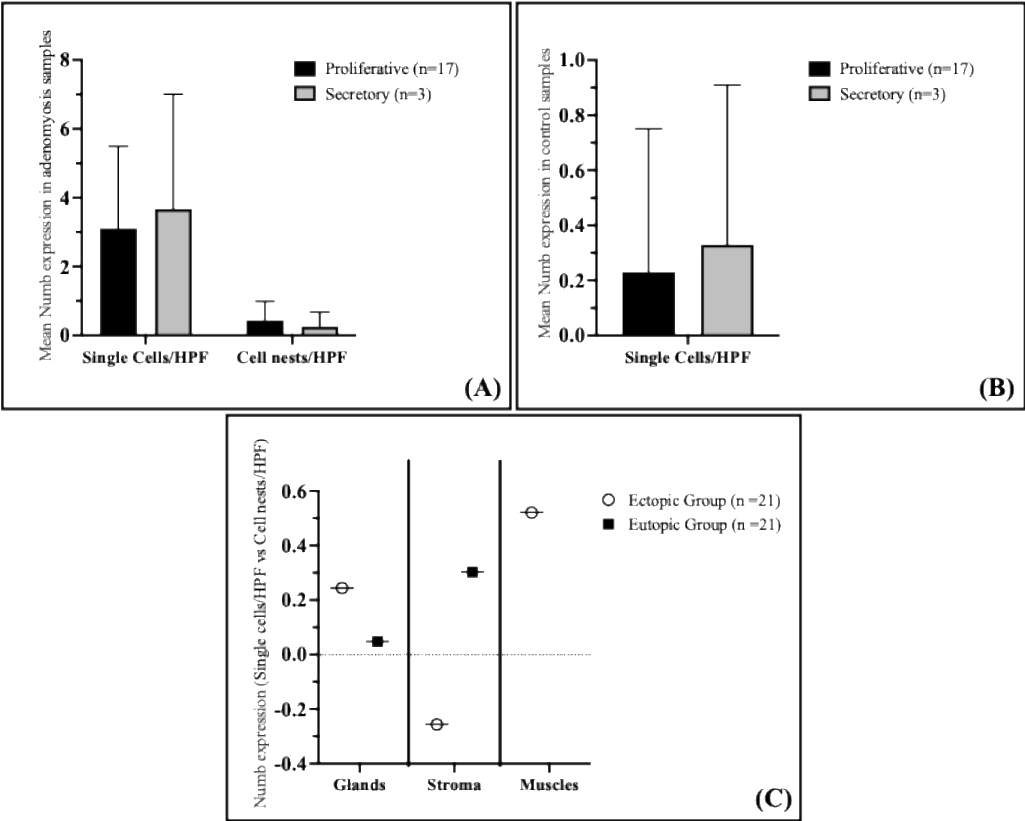 Mean Numb expression in adenomyosis samples
8
6
4
2
0
Proliferative (n=17)
Secretory (n=3)
Single Cells/HPF
Cell nests/HPF
(A)
Mean Numb expression in control samples
1.0
0.8
0.6
0.4
0.2
0.0
Proliferative (n=17)
Secretory (n=3)
Single Cells/HPF
(B)
Numb expression (Single cells/HPF vs Cell nests/HPF)
0.6
0.4
0.2
0.0
-0.2
-0.4
Ectopic Group (n =21)
Eutopic Group (n =21)
Glands
Stroma
Muscles
(C)